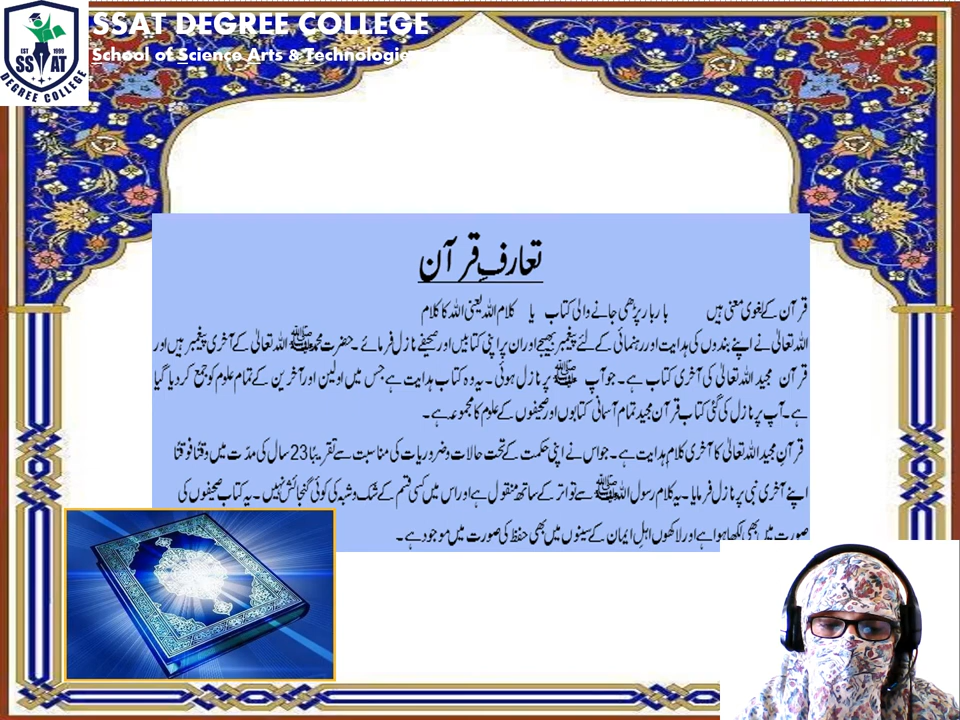 SSAT DEGREE COLLEGE
School of Science Arts & Technologie
EST 1998
SSAT
DEGREE COLLEGE
تعارفِ قرآن
قرآن کے لغوی معنی ہیں بار بار پڑھی جانے والی کتاب یا کلام اللہ یعنی اللہ کا کلام
اللہ تعالیٰ نے اپنے بندوں کی ہدایت اور رہنمائی کے لئے پیغمبر بھیجے اور ان پر اپنی کتابیں اور صحیفے نازل فرمائے ۔ حضرت محمد ﷺ اللہ تعالیٰ کے آخری پیغمبر ہیں اور
قرآن مجید اللہ تعالیٰ کی آخری کتاب ہے ۔ جو آپ ﷺ پر نازل ہوئی ۔ یہ وہ کتاب ہدایت ہے جس میں اولین اور آخرین کے تمام علوم کو جمع کر دیا گیا
ہے ۔ آپ پر نازل کی گئی کتاب قرآن مجید تمام آسمانی کتابوں اور صحیفوں کے علوم کا مجموعہ ہے ۔
قرآنِ مجید اللہ تعالیٰ کا آخری کلام ہدایت ہے ۔ جو اس نے اپنی حکمت کے تحت حالات و ضروریات کی مناسبت سے تقریبًا 23 سال کی مدّت میں وقتًا فوقتًا
اپنے آخری نبی پر نازل فرمایا ۔ یہ کلام رسول اللہ ﷺ سے تواتر کے ساتھ منقول ہے اور اس میں کسی قسم کے شک و شبہ کی کوئی گنجائش نہیں ۔ یہ کتاب صحیفوں کی
صورت میں بھی لکھا ہوا ہے اور لاکھوں اہلِ ایمان کے سینوں میں بھی حفظ کی صورت میں موجود ہے ۔